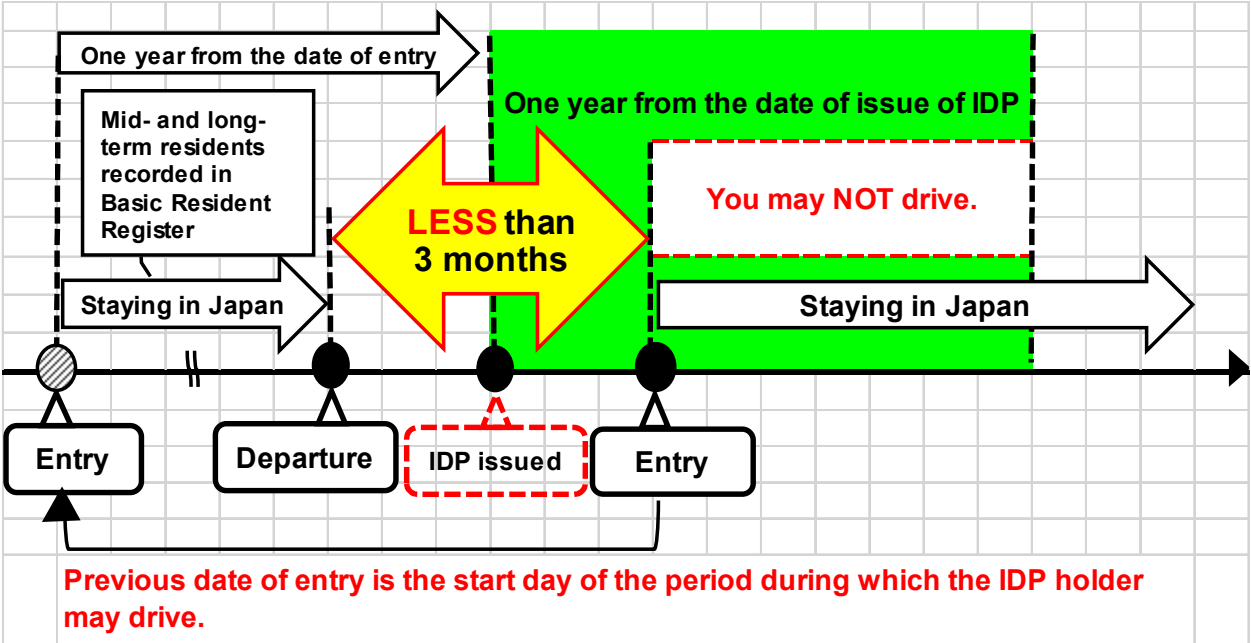 One year from the date of entry
One year from the date of issue of IDP
Mid- and long-
term residents
recorded in
Basic Resident
Register
LESS than
3 months
You may NOT drive.
Staying in Japan
Staying in Japan
Entry
Departure
IDP issued
Entry
Previous date of entry is the start day of the period during which the IDP holder
may drive.